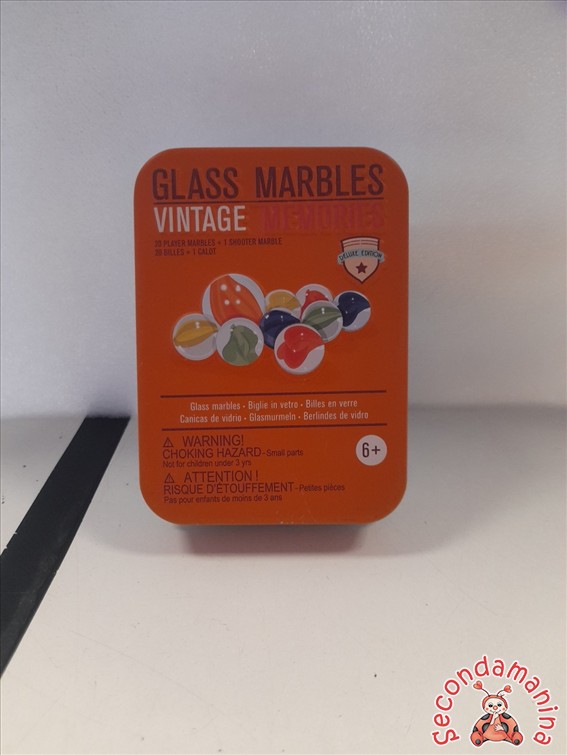 GLASS MARBLES
VINTAGE MEMORIES
30 PLAYER MARBLES + 1 SHOOTER MARBLE
30 BILLES + 1 CALOT
DELUXE EDITION
Glass marbles • Biglie in vetro • Billes en verre
Canicas de vidrio • Glasmurmeln • Berlindes de vidro
⚠ WARNING!
CHOKING HAZARD - Small parts
Not for children under 3 yrs
6+
⚠ ATTENTION !
RISQUE D'ÉTOUFFEMENT - Petites pièces
Pas pour enfants de moins de 3 ans
Secondamanina